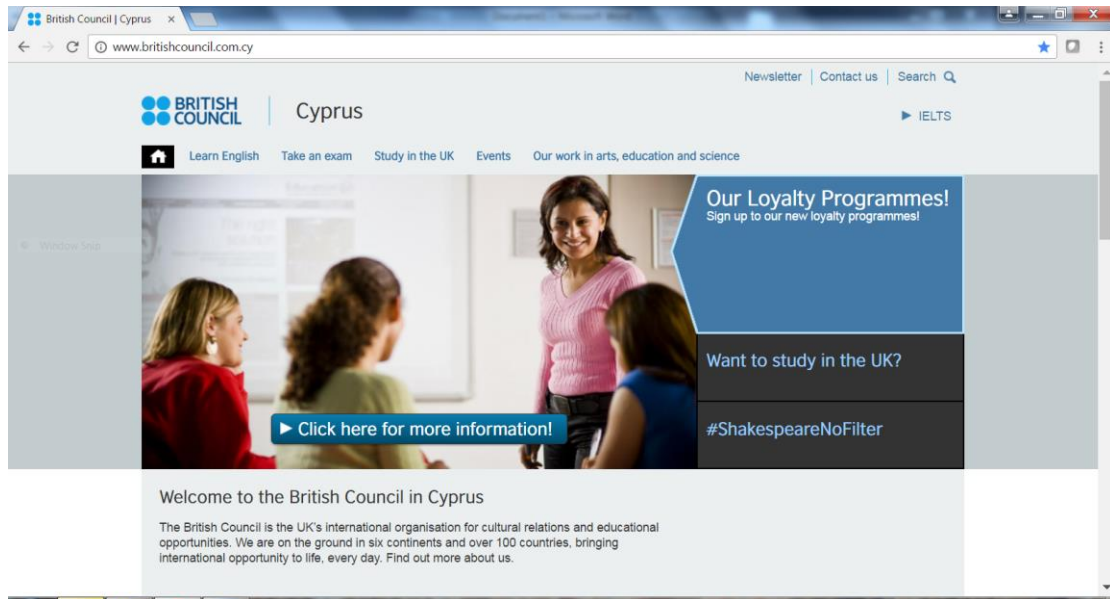 British Council | Cyprus
www.britishcouncil.com.cy
Newsletter Contact us Search
BRITISH
COUNCIL
Cyprus
IELTS
Learn English Take an exam Study in the UK Events Our work in arts, education and science
Our Loyalty Programmes!
Sign up to our new loyalty programmes!
Window Snip
Want to study in the UK?
Click here for more information!
#ShakespeareNoFilter
Welcome to the British Council in Cyprus
The British Council is the UK's international organisation for cultural relations and educational
opportunities. We are on the ground in six continents and over 100 countries, bringing
international opportunity to life, every day. Find out more about us.